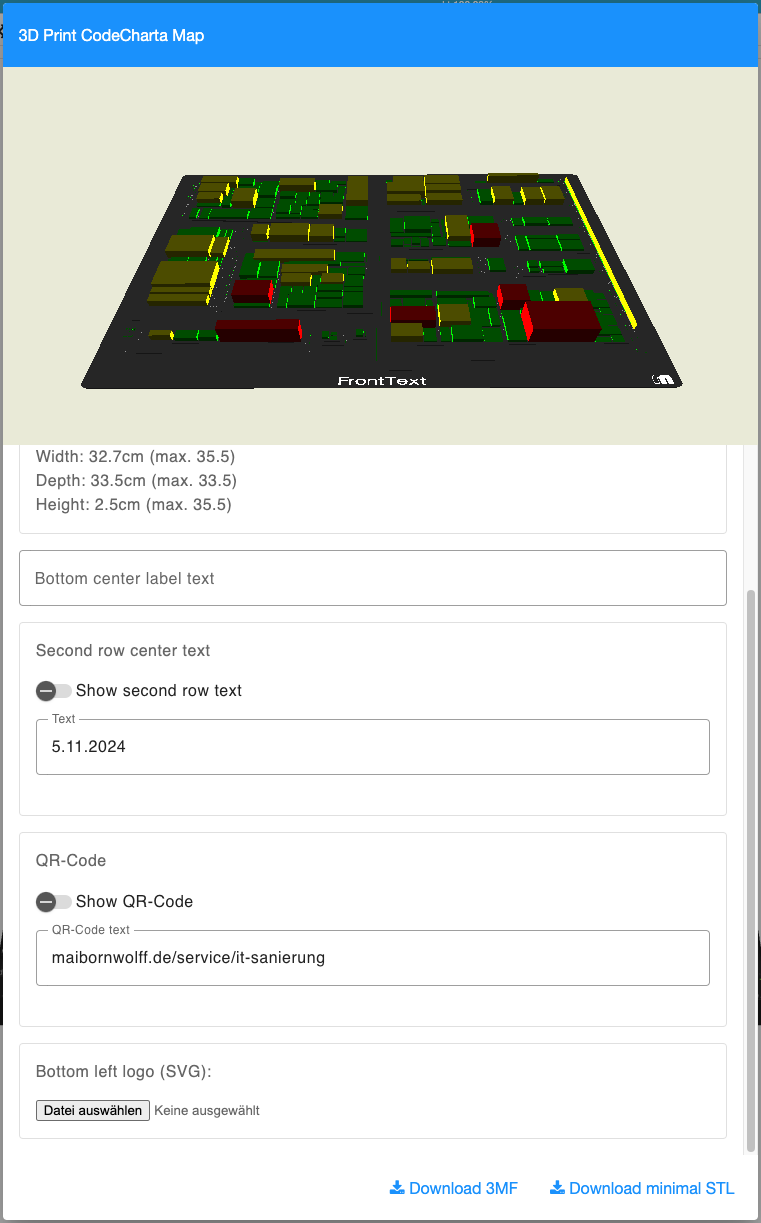 3D Print CodeCharta Map
FrontText
Width: 32.7cm (max. 35.5)
Depth: 33.5cm (max. 33.5)
Height: 2.5cm (max. 35.5)
Bottom center label text
Second row center text
Show second row text
Text
5.11.2024
QR-Code
Show QR-Code
QR-Code text
maibornwolff.de/service/it-sanierung
Bottom left logo (SVG):
Datei auswählen Keine ausgewählt
Download 3MF Download minimal STL